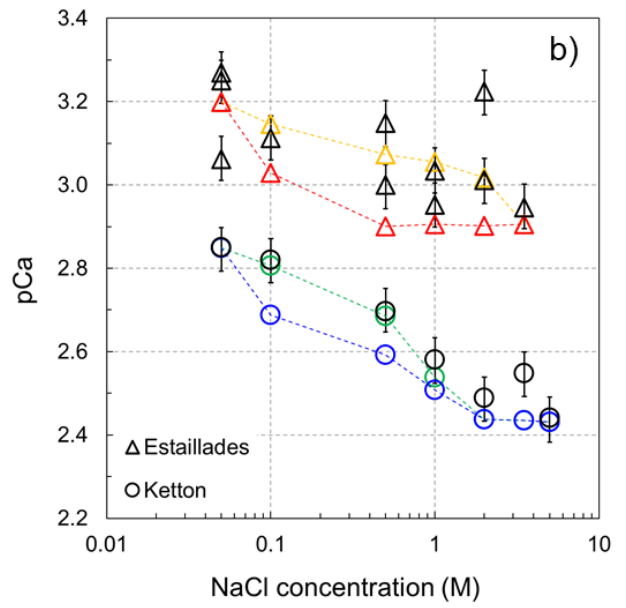 b)
3.4
3.2
3.0
2.8
2.6
2.4
2.2
pCa
Estaillades
Ketton
0.01
0.1
1
10
NaCl concentration (M)